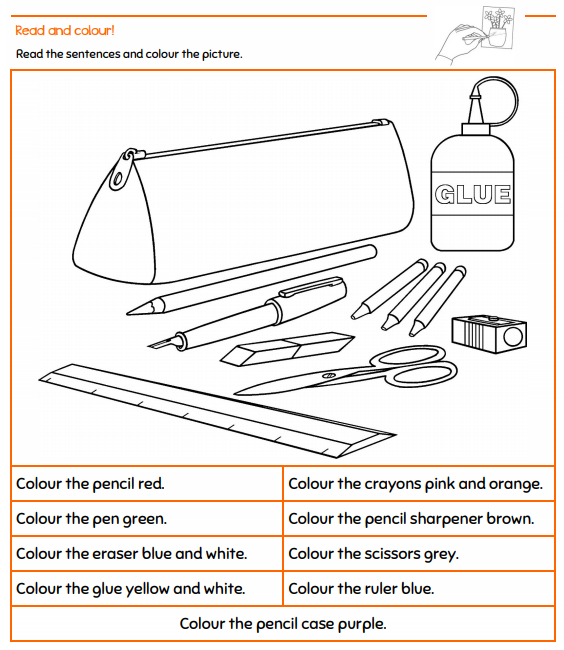 Read and colour!
Read the sentences and colour the picture.
GLUE
Colour the pencil red.
Colour the crayons pink and orange.
Colour the pen green.
Colour the pencil sharpener brown.
Colour the eraser blue and white.
Colour the scissors grey.
Colour the glue yellow and white.
Colour the ruler blue.
Colour the pencil case purple.